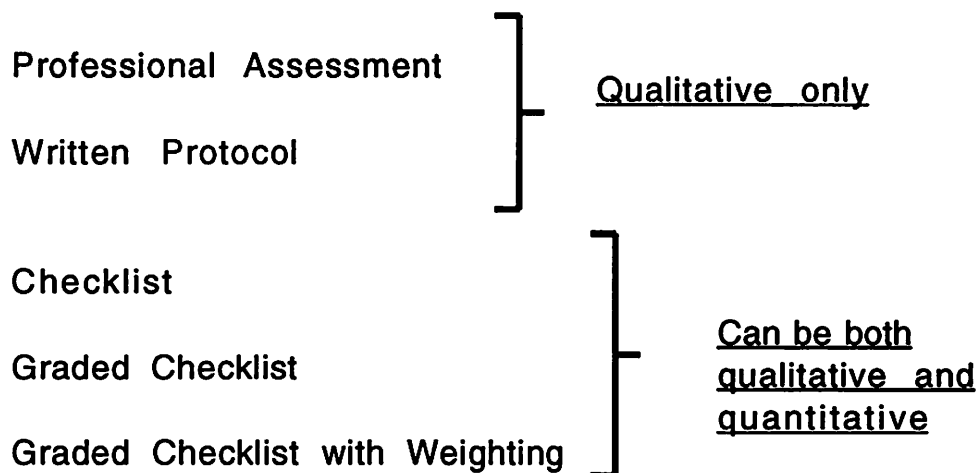 Professional Assessment
Qualitative only
Written Protocol
Checklist
Graded Checklist
Graded Checklist with Weighting
Can be both
qualitative and
quantitative